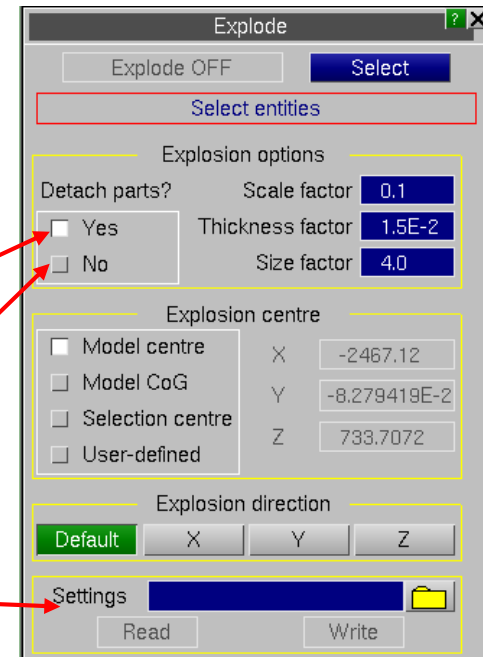 Explode ? X
Explode OFF Select
Select entities
Explosion options
Detach parts? Scale factor 0.1
Yes Thickness factor 1.5E-2
No Size factor 4.0
Explosion centre
Model centre X -2467.12
Model CoG Y -8.279419E-2
Selection centre Z 733.7072
User-defined
Explosion direction
Default X Y Z
Settings
Read Write